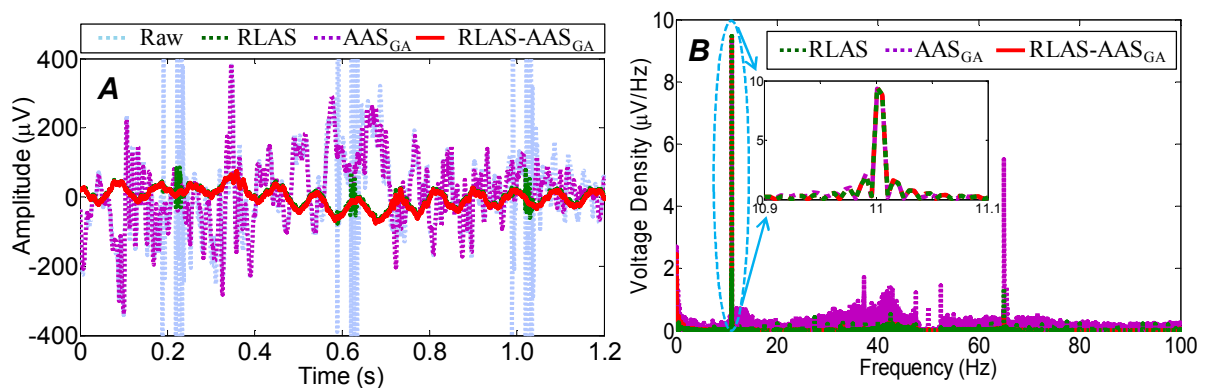 Raw RLAS AAS_GA RLAS-AAS_GA
A
Amplitude (μV)
400
200
0
-200
-400
0 0.2 0.4 0.6 0.8 1.0 1.2
Time (s)
B
RLAS AAS_GA RLAS-AAS_GA
Voltage Density (μV/Hz)
10
8
6
4
2
0
10
5
0
10.9 11 11.1
0 20 40 60 80 100
Frequency (Hz)